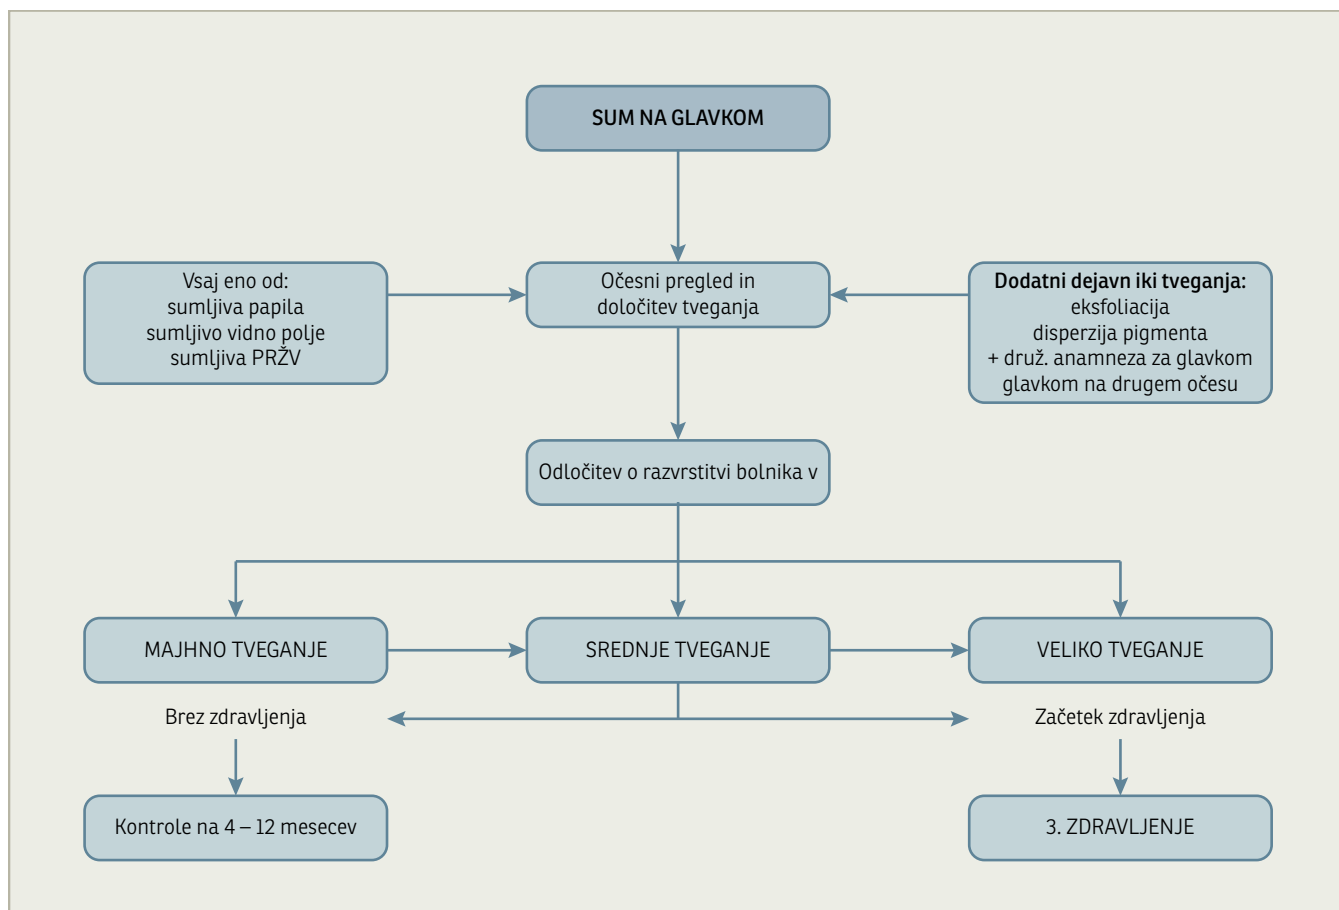 SUM NA GLAVKOM
Vsaj eno od:
sumljiva papila
sumljivo vidno polje
sumljiva PRŽV
Očesni pregled in
določitev tveganja
Dodatni dejavn iki tveganja:
eksfoliacija
disperzija pigmenta
+ druž. anamneza za glavkom
glavkom na drugem očesu
Odločitev o razvrstitvi bolnika v
MAJHNO TVEGANJE
SREDNJE TVEGANJE
VELIKO TVEGANJE
Brez zdravljenja
Začetek zdravljenja
Kontrole na 4 – 12 mesecev
3. ZDRAVLJENJE